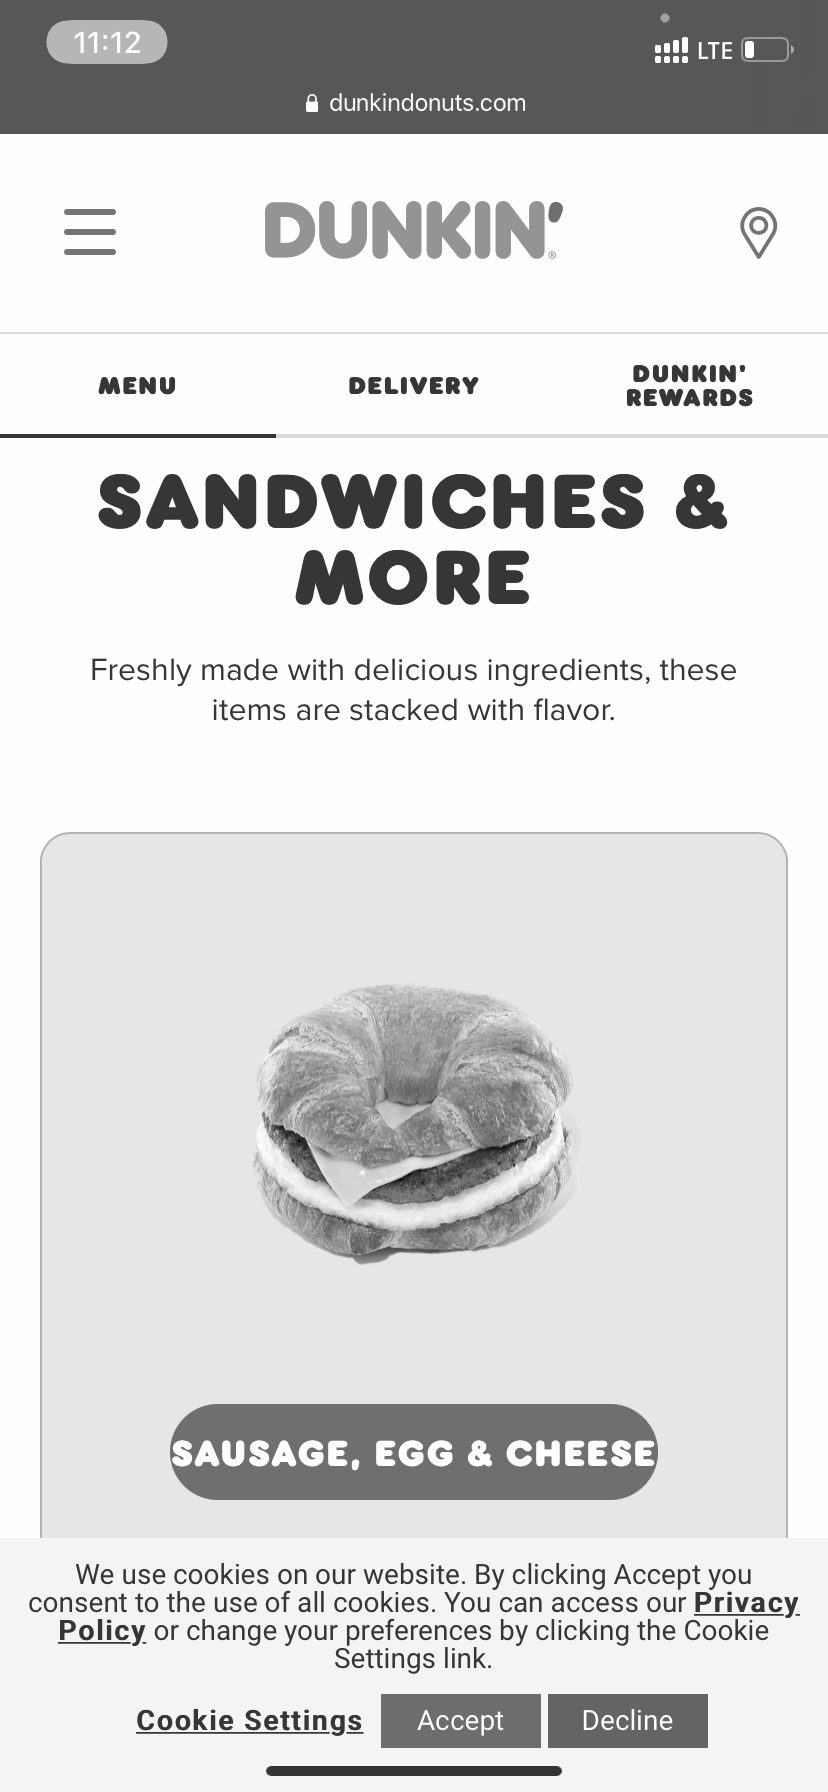 11:12
LTE
dunkindonuts.com
DUNKIN'®
MENU
DELIVERY
DUNKIN'
REWARDS
SANDWICHES &
MORE
Freshly made with delicious ingredients, these
items are stacked with flavor.
SAUSAGE, EGG & CHEESE
We use cookies on our website. By clicking Accept you
consent to the use of all cookies. You can access our Privacy
Policy or change your preferences by clicking the Cookie
Settings link.
Cookie Settings
Accept
Decline